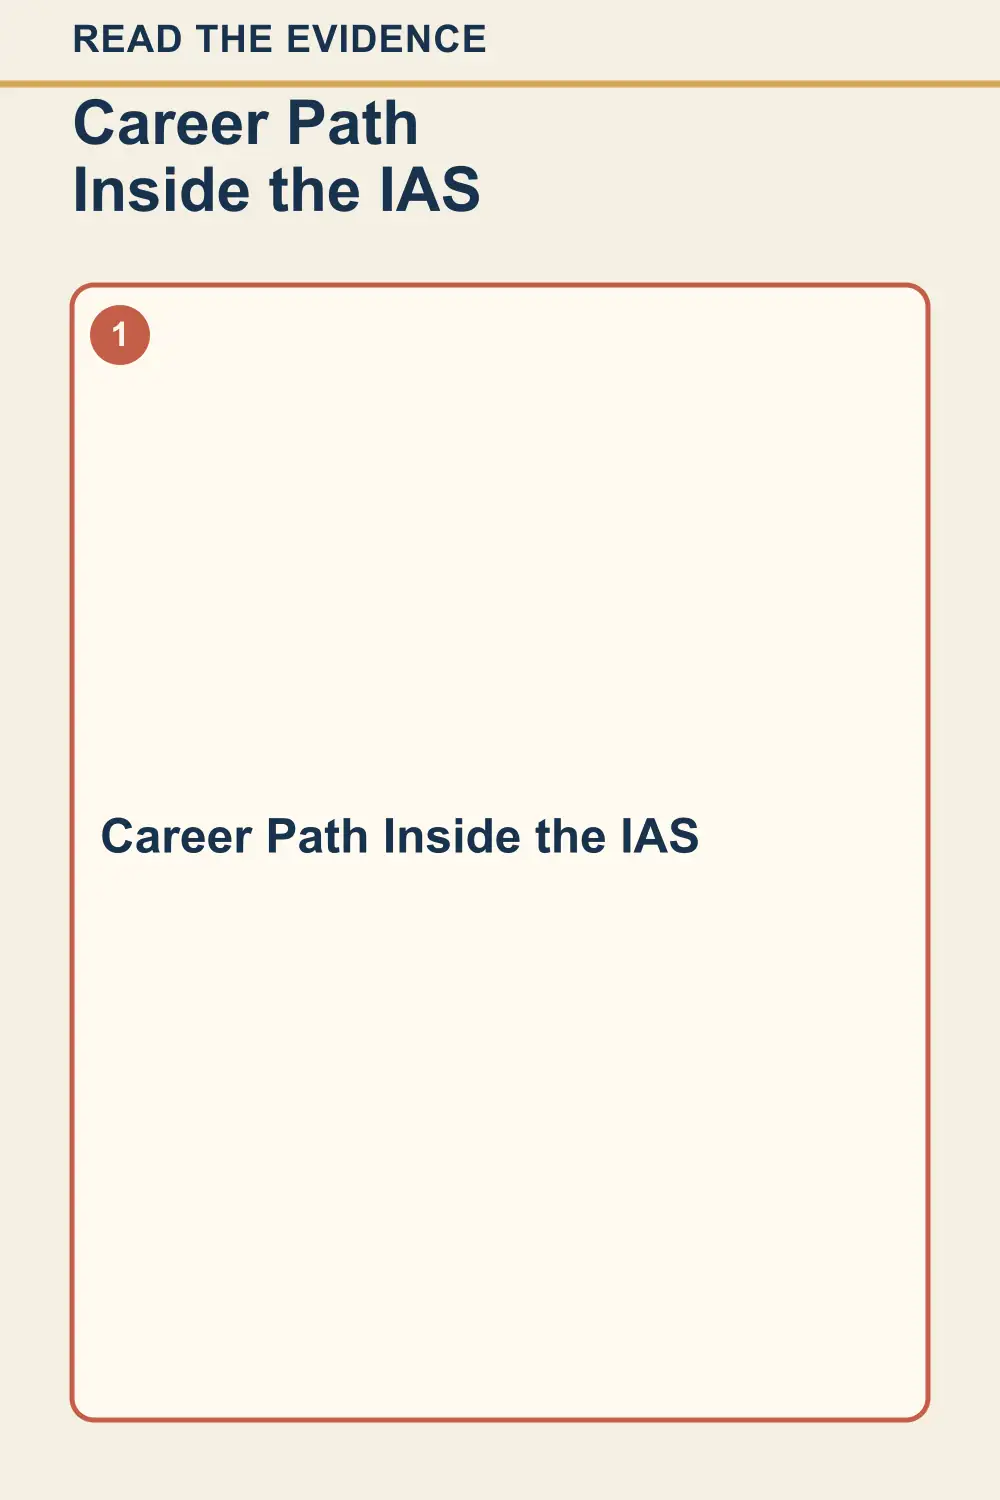 READ THE EVIDENCE
Career Path
Inside the IAS
1
Career Path Inside the IAS